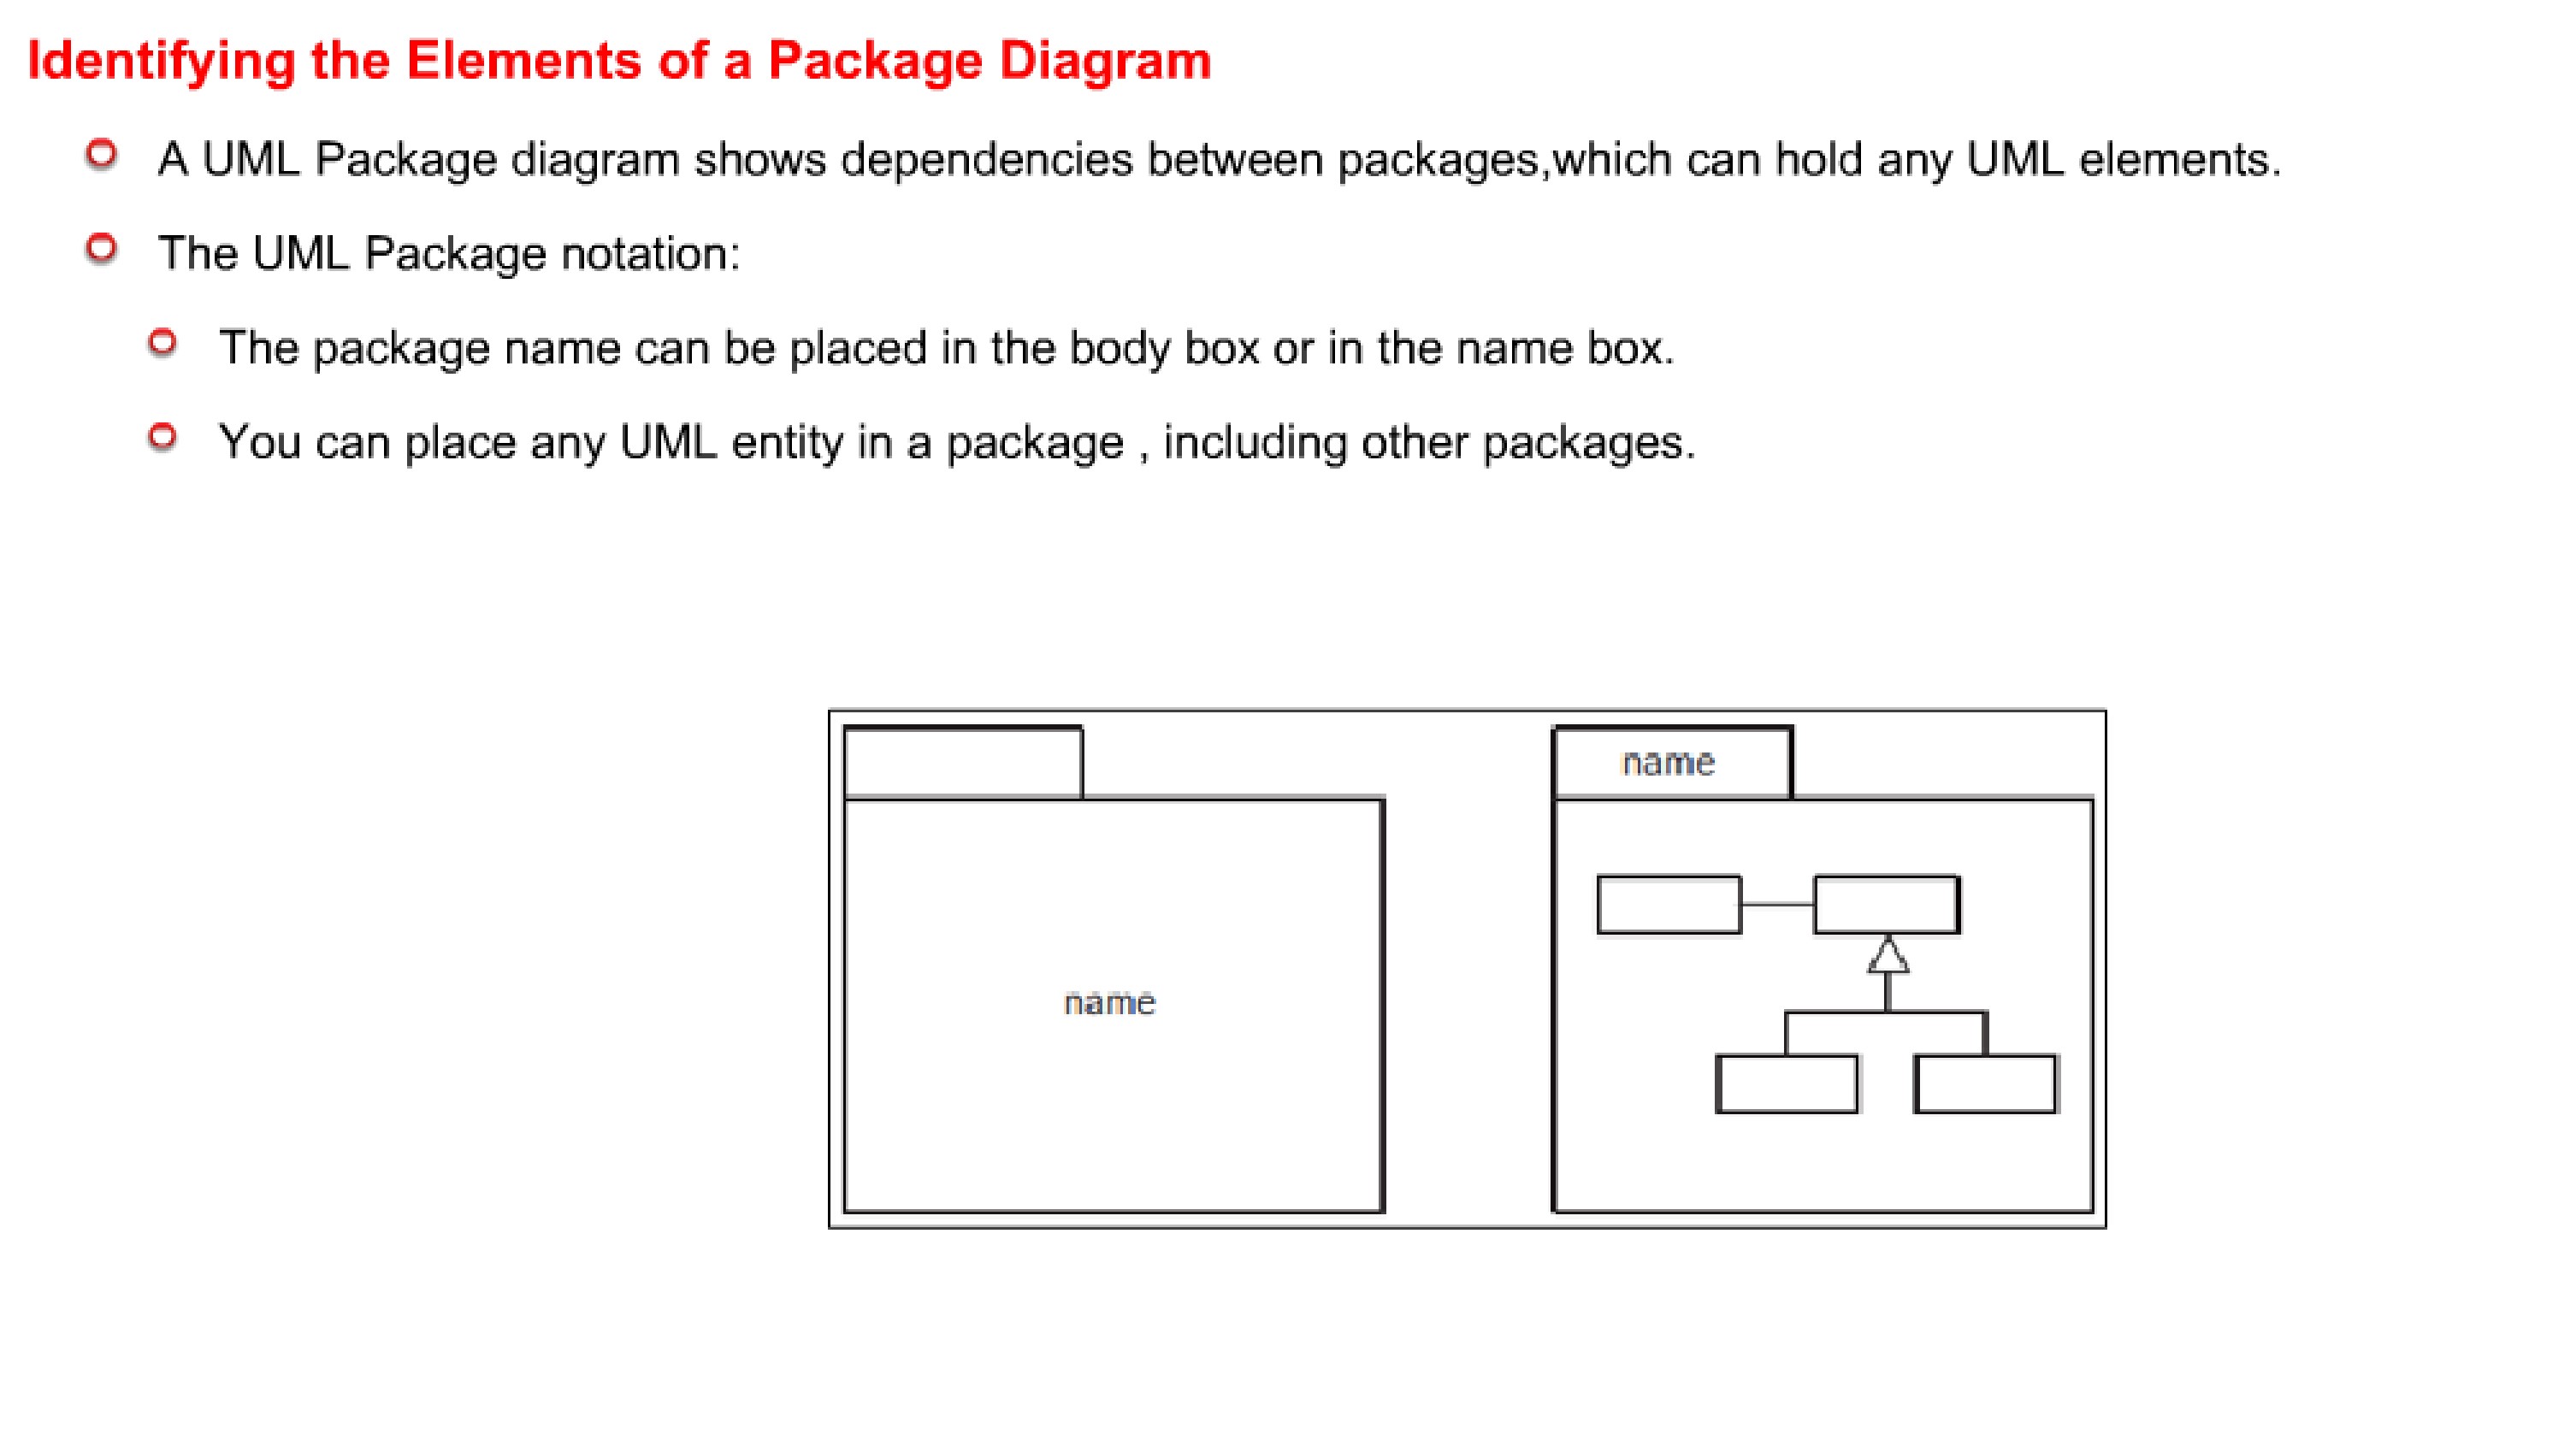 Identifying the Elements of a Package Diagram
A UML Package diagram shows dependencies between packages,which can hold any UML elements.
The UML Package notation:
The package name can be placed in the body box or in the name box.
You can place any UML entity in a package , including other packages.
name
name